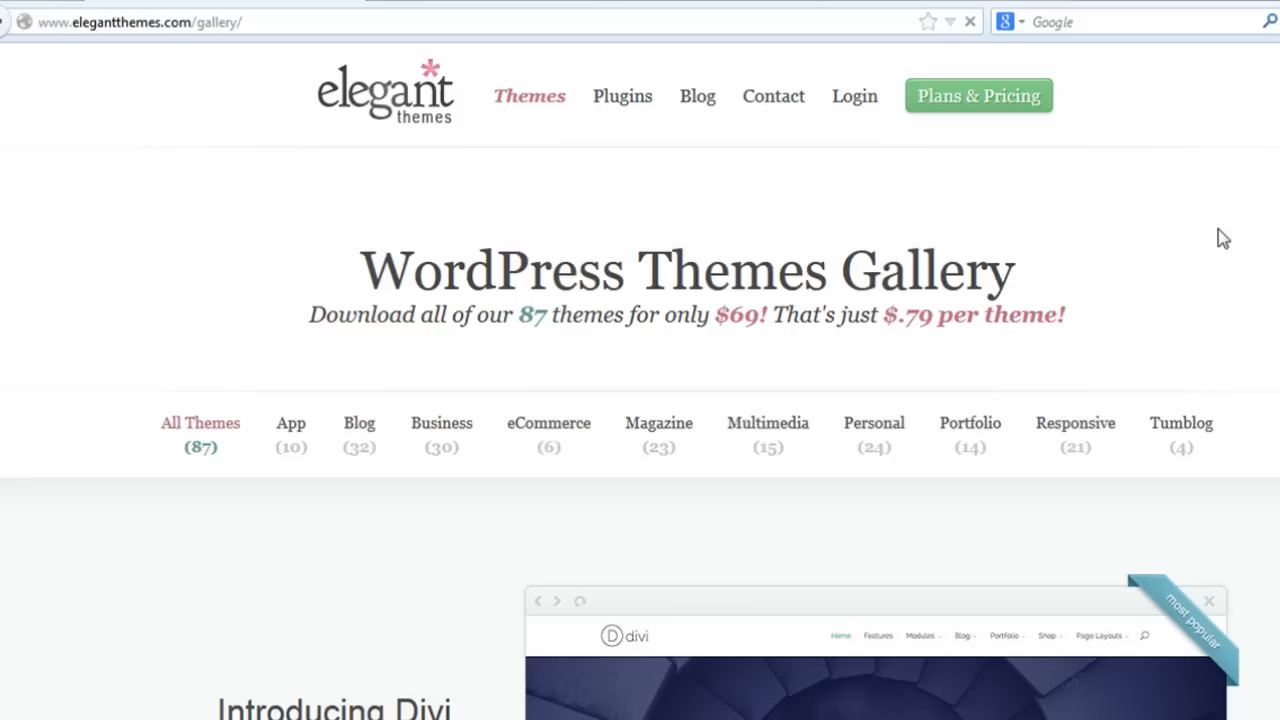 www.elegantthemes.com/gallery/
8 Google
elegant themes
Themes Plugins Blog Contact Login Plans & Pricing
WordPress Themes Gallery
Download all of our 87 themes for only $69! That's just $.79 per theme!
All Themes App Blog Business eCommerce Magazine Multimedia Personal Portfolio Responsive Tumblog
(87) (10) (32) (30) (6) (23) (15) (24) (14) (21) (4)
most popular
D divi Home Features Modules Blog Portfolio Shop Page Layouts
Introducing Divi